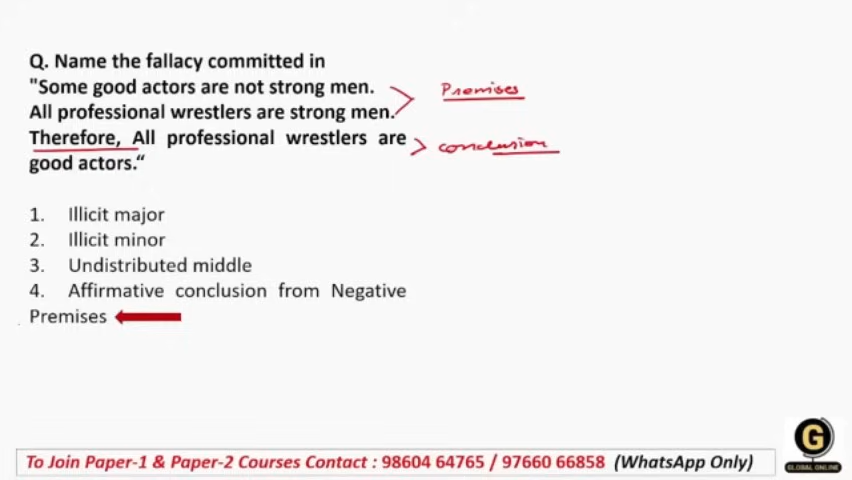 Q. Name the fallacy committed in
"Some good actors are not strong men.
Premises
All professional wrestlers are strong men.
Therefore, All professional wrestlers are
conclusion
good actors.“
1. Illicit major
2. Illicit minor
3. Undistributed middle
4. Affirmative conclusion from Negative
Premises
G
GLOBAL ONLINE
To Join Paper-1 & Paper-2 Courses Contact : 98604 64765 / 97660 66858 (WhatsApp Only)